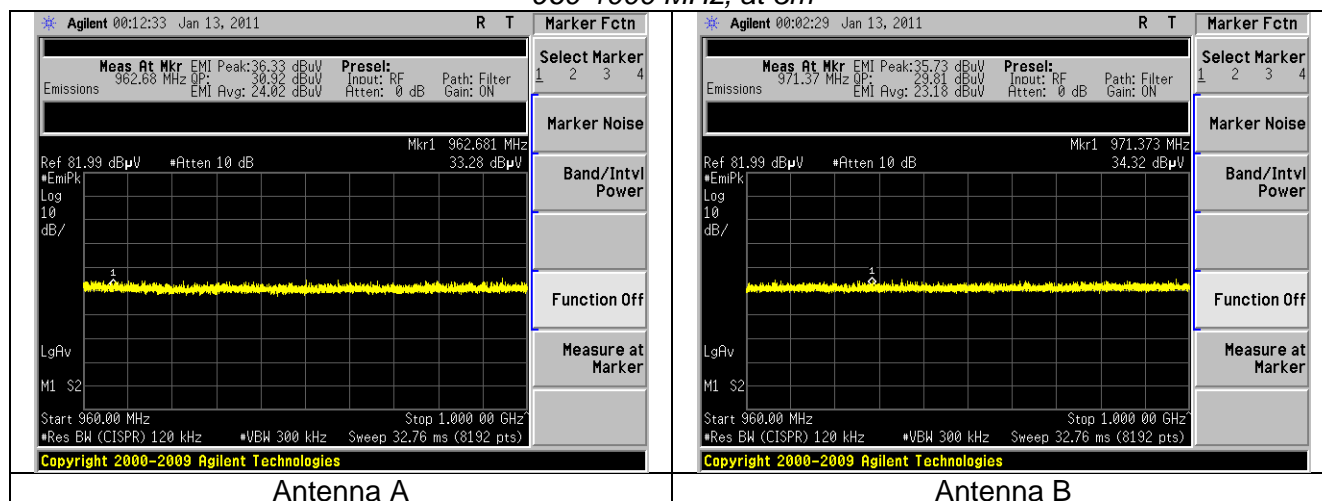 Agilent 00:12:33 Jan 13, 2011 R T
Marker Fctn
Meas At Mkr EMI Peak:36.33 dBuV Presel:
962.68 MHz QP: 30.92 dBuV Input: RF Path: Filter
Emissions EMI Avg: 24.02 dBuV Atten: 0 dB Gain: ON
Mkr1 962.681 MHz
Ref 81.99 dBµV #Atten 10 dB 33.28 dBµV
#EmiPk
Log
10
dB/
1
LgAv
M1 S2
Start 960.00 MHz Stop 1.000 00 GHz^
#Res BW (CISPR) 120 kHz #VBW 300 kHz Sweep 32.76 ms (8192 pts)
Copyright 2000-2009 Agilent Technologies
Select Marker
1 2 3 4
Marker Noise
Band/Intvl
Power
Function Off
Measure at
Marker
Antenna A
Agilent 00:02:29 Jan 13, 2011 R T
Marker Fctn
Meas At Mkr EMI Peak:35.73 dBuV Presel:
971.37 MHz QP: 29.81 dBuV Input: RF Path: Filter
Emissions EMI Avg: 23.18 dBuV Atten: 0 dB Gain: ON
Mkr1 971.373 MHz
Ref 81.99 dBµV #Atten 10 dB 34.32 dBµV
#EmiPk
Log
10
dB/
1
LgAv
M1 S2
Start 960.00 MHz Stop 1.000 00 GHz^
#Res BW (CISPR) 120 kHz #VBW 300 kHz Sweep 32.76 ms (8192 pts)
Copyright 2000-2009 Agilent Technologies
Select Marker
1 2 3 4
Marker Noise
Band/Intvl
Power
Function Off
Measure at
Marker
Antenna B